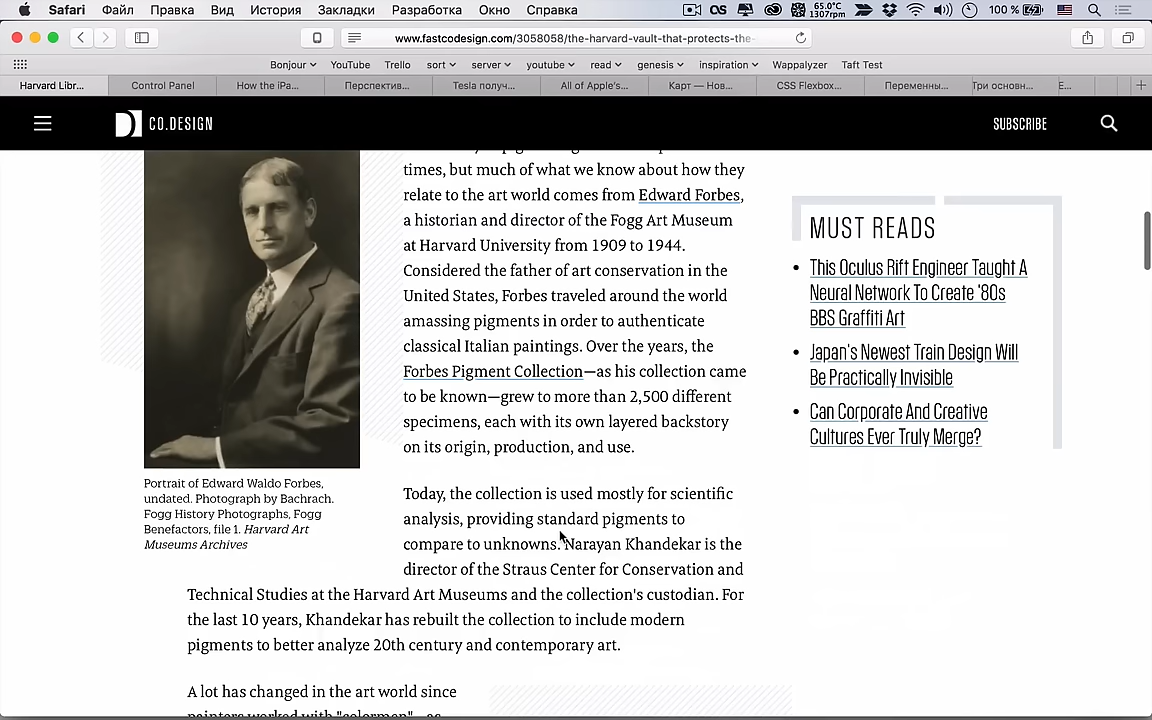 Safari Файл Правка Вид История Закладки Разработка Окно Справка OS 65.0°C 1307rpm 100 %
www.fastcodesign.com/3058058/the-harvard-vault-that-protects-the-
Bonjour YouTube Trello sort server youtube read genesis inspiration Wappalyzer Taft Test
Harvard Libr... Control Panel How the iPa... Перспектив... Tesla получ... All of Apple's... Карт — Нов... CSS Flexbox... Переменны... Три основн... E...
CO.DESIGN SUBSCRIBE
times, but much of what we know about how they
relate to the art world comes from Edward Forbes,
a historian and director of the Fogg Art Museum
at Harvard University from 1909 to 1944.
Considered the father of art conservation in the
United States, Forbes traveled around the world
amassing pigments in order to authenticate
classical Italian paintings. Over the years, the
Forbes Pigment Collection—as his collection came
to be known—grew to more than 2,500 different
specimens, each with its own layered backstory
on its origin, production, and use.
Portrait of Edward Waldo Forbes,
undated. Photograph by Bachrach.
Fogg History Photographs, Fogg
Benefactors, file 1. Harvard Art
Museums Archives
Today, the collection is used mostly for scientific
analysis, providing standard pigments to
compare to unknowns. Narayan Khandekar is the
director of the Straus Center for Conservation and
Technical Studies at the Harvard Art Museums and the collection's custodian. For
the last 10 years, Khandekar has rebuilt the collection to include modern
pigments to better analyze 20th century and contemporary art.
A lot has changed in the art world since
painters worked with "colormen"—as
MUST READS
This Oculus Rift Engineer Taught A
Neural Network To Create '80s
BBS Graffiti Art
Japan's Newest Train Design Will
Be Practically Invisible
Can Corporate And Creative
Cultures Ever Truly Merge?